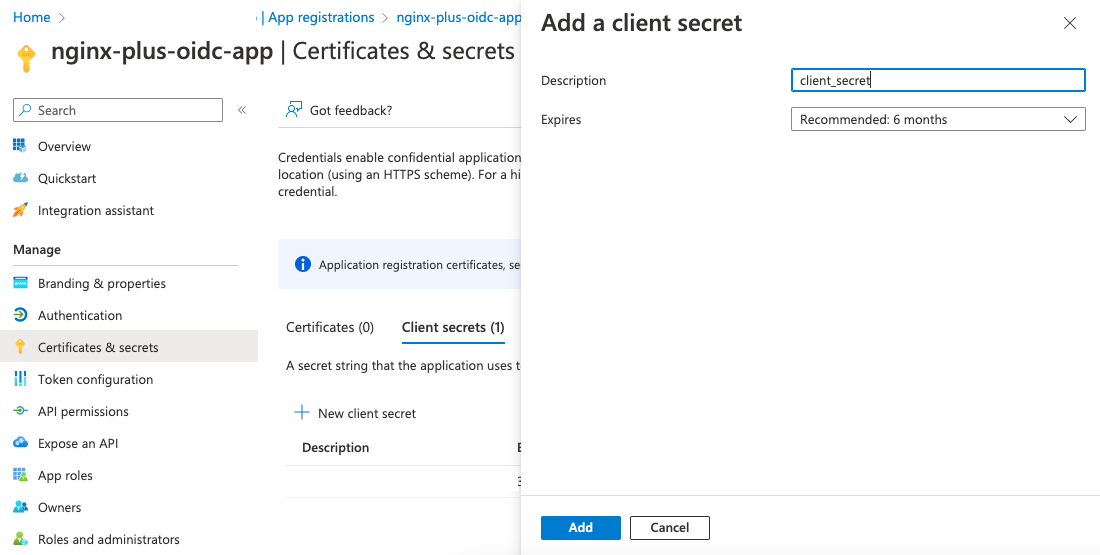 Home
| App registrations
nginx-plus-oidc-app
nginx-plus-oidc-app | Certificates & secrets
Search
«
Overview
Quickstart
Integration assistant
Manage
Branding & properties
Authentication
Certificates & secrets
Token configuration
API permissions
Expose an API
App roles
Owners
Roles and administrators
Got feedback?
Credentials enable confidential application
location (using an HTTPS scheme). For a hi
credential.
Application registration certificates, se
Certificates (0)
Client secrets (1)
A secret string that the application uses t
New client secret
Description
Add a client secret
Description
client_secret
Expires
Recommended: 6 months
Add
Cancel